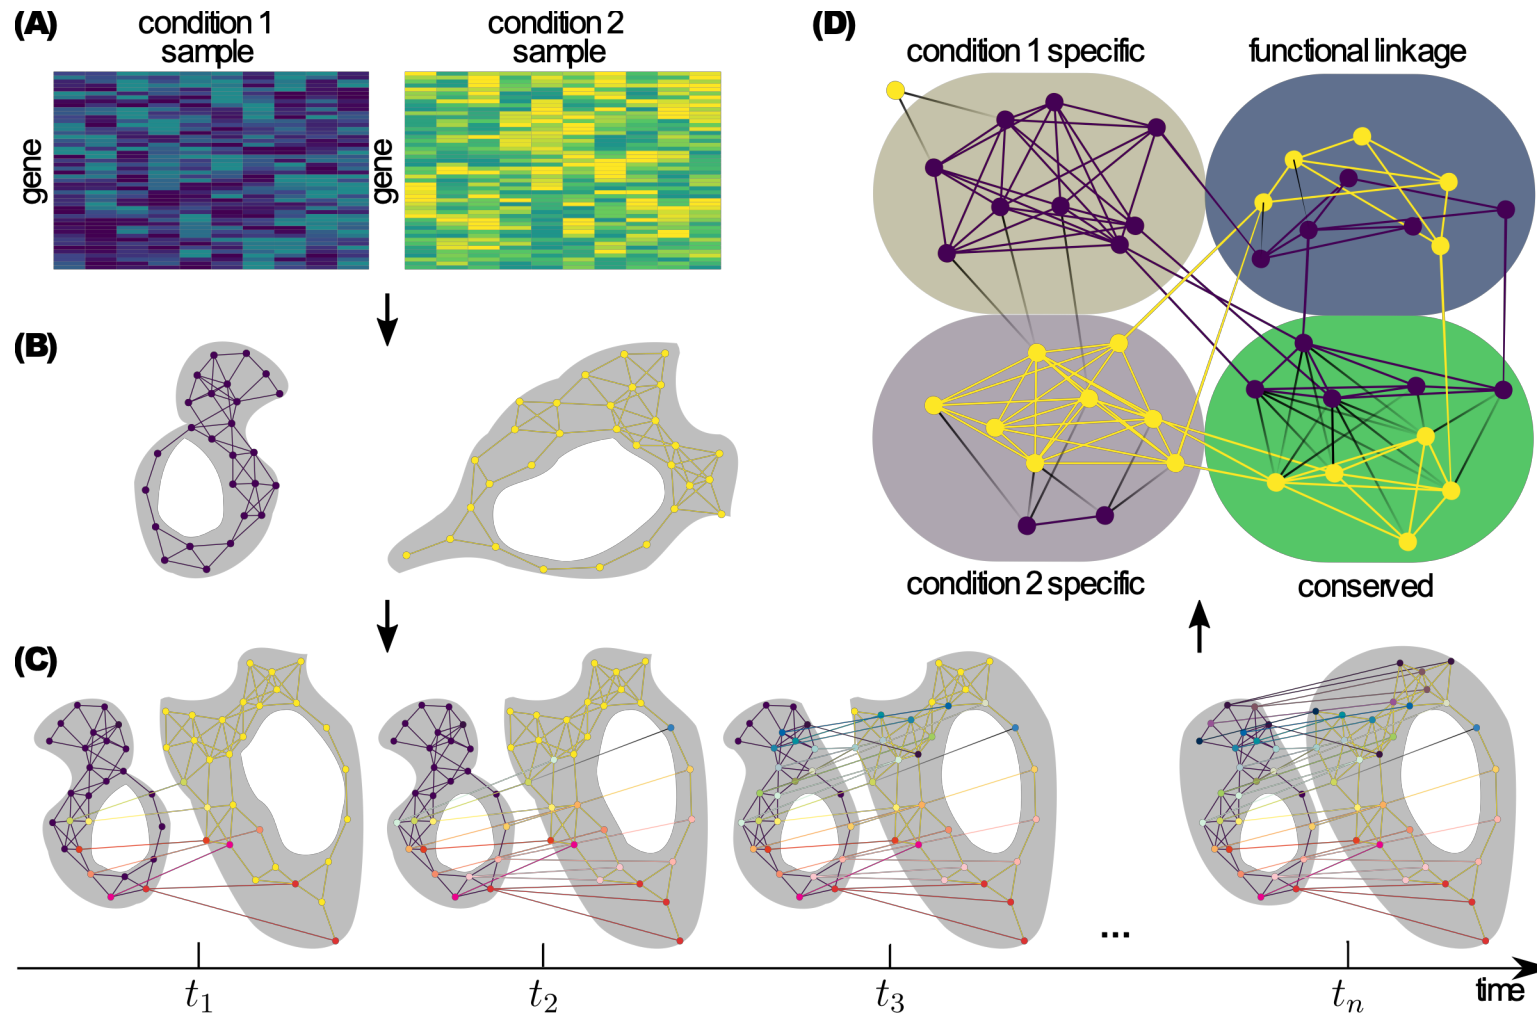 (A)
condition 1
sample
gene
condition 2
sample
gene
(B)
(C)
t1
t2
t3
...
tn
time
(D)
condition 1 specific
functional linkage
condition 2 specific
conserved